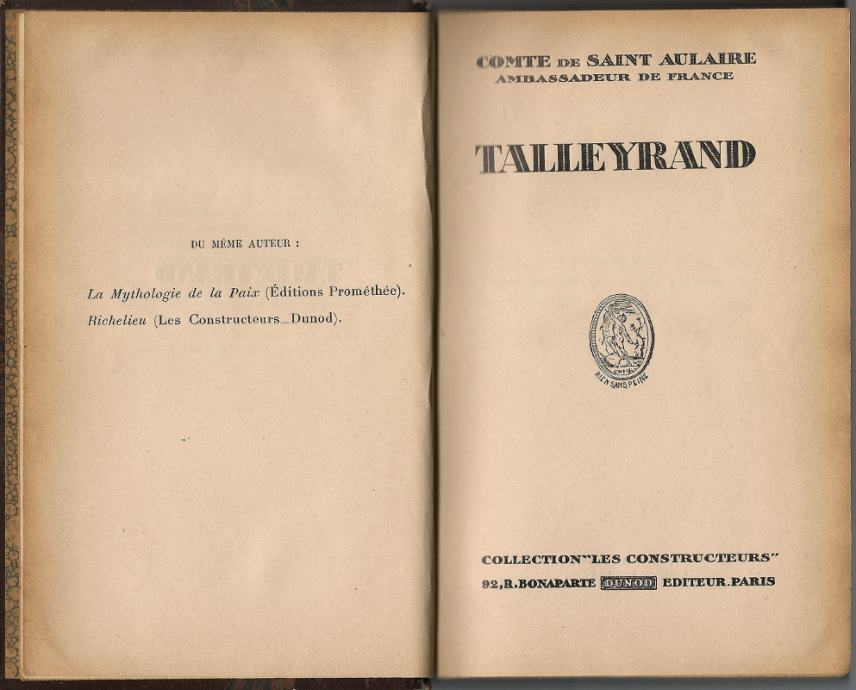 DU MÊME AUTEUR :
La Mythologie de la Paix (Éditions Prométhée).
Richelieu (Les Constructeurs_Dunod).
COMTE DE SAINT AULAIRE
AMBASSADEUR DE FRANCE
TALLEYRAND
RIEN SANS PEINE
COLLECTION "LES CONSTRUCTEURS"
92, R. BONAPARTE DUNOD EDITEUR. PARIS